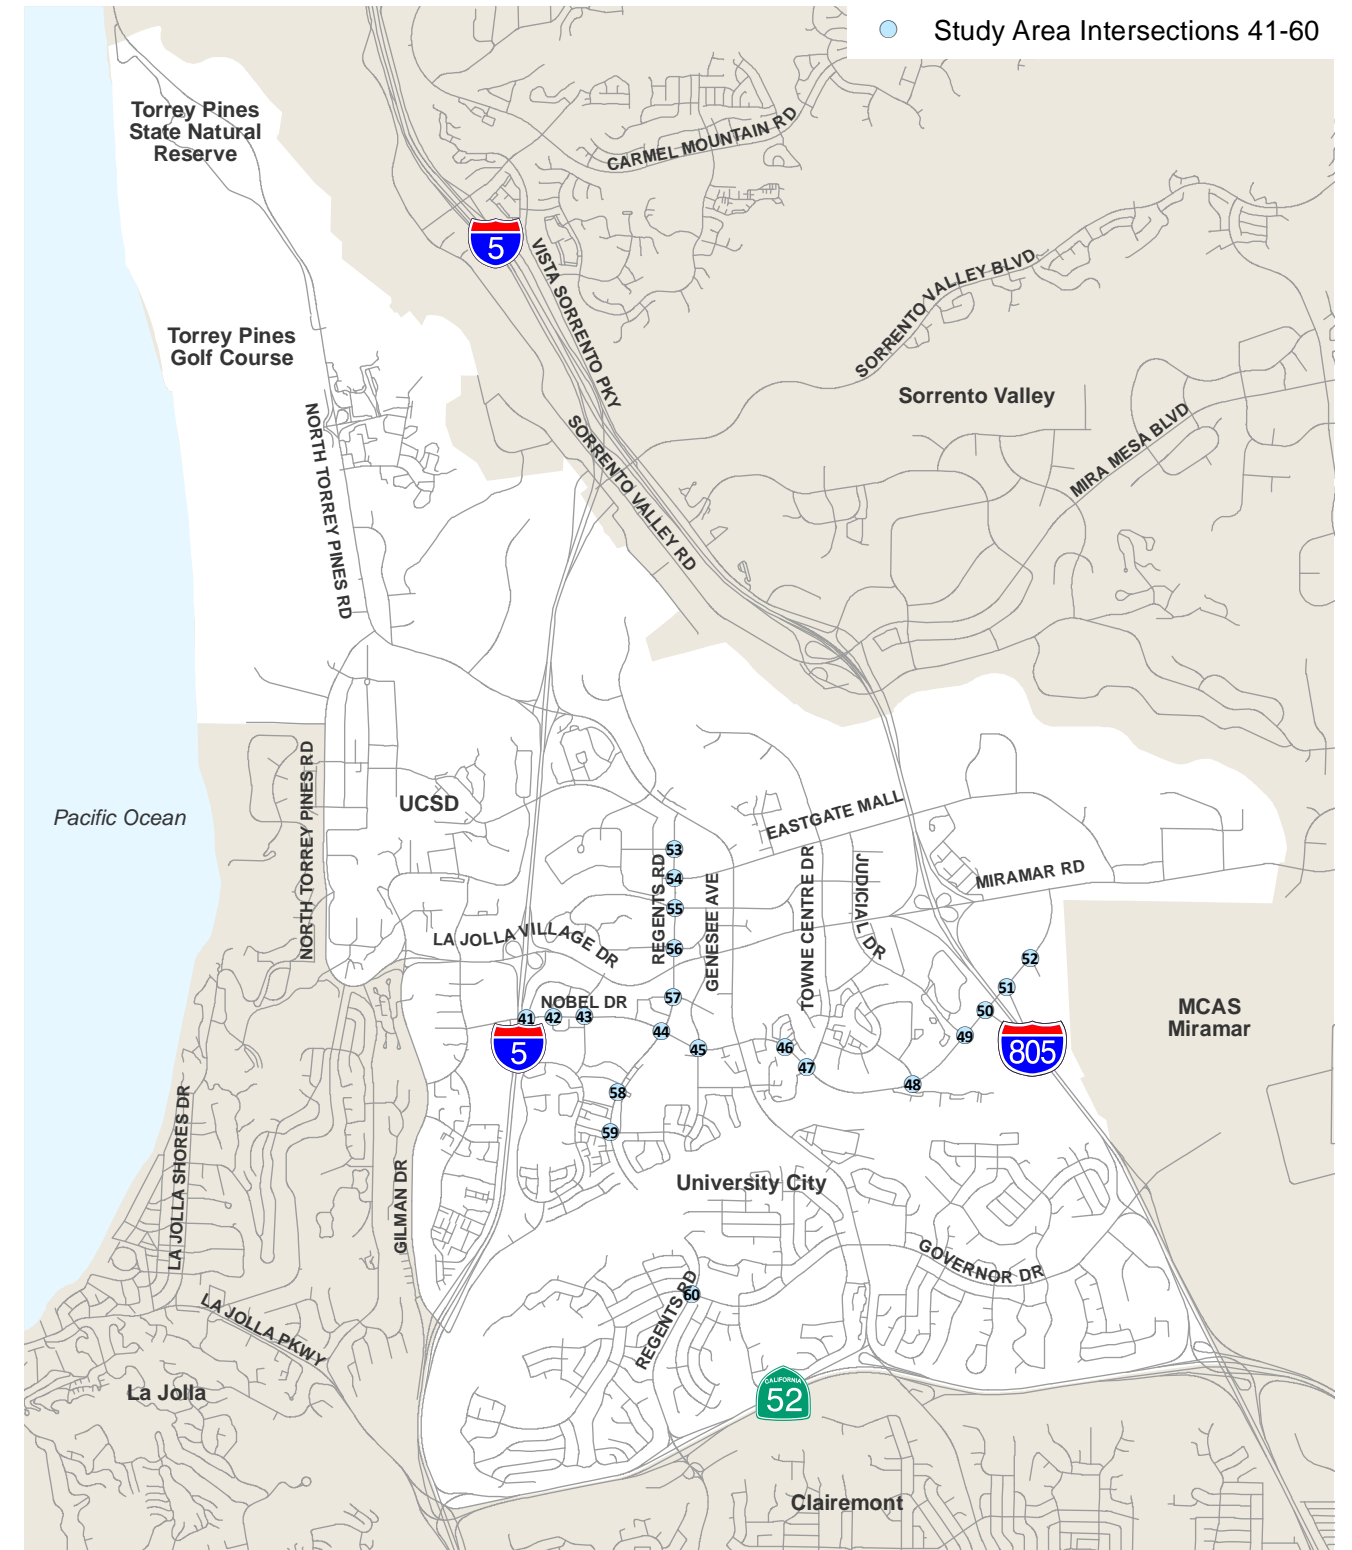 Study Area Intersections 41-60
Torrey Pines
State Natural
Reserve
CARMEL MOUNTAIN RD
5
VISTA SORRENTO PKY
SORRENTO VALLEY BLVD
Torrey Pines
Golf Course
Sorrento Valley
NORTH TORREY PINES RD
SORRENTO VALLEY RD
MIRA MESA BLVD
NORTH TORREY PINES RD
UCSD
Pacific Ocean
EASTGATE MALL
53
54
55
56
REGENTS RD
GENESEE AVE
TOWNE CENTRE DR
JUDICIAL DR
MIRAMAR RD
LA JOLLA VILLAGE DR
52
51
50
49
57
NOBEL DR
41
42
43
44
45
46
47
48
5
805
MCAS
Miramar
58
59
LA JOLLA SHORES DR
GILMAN DR
University City
GOVERNOR DR
REGENTS RD
60
LA JOLLA PKWY
La Jolla
CALIFORNIA
52
Clairemont